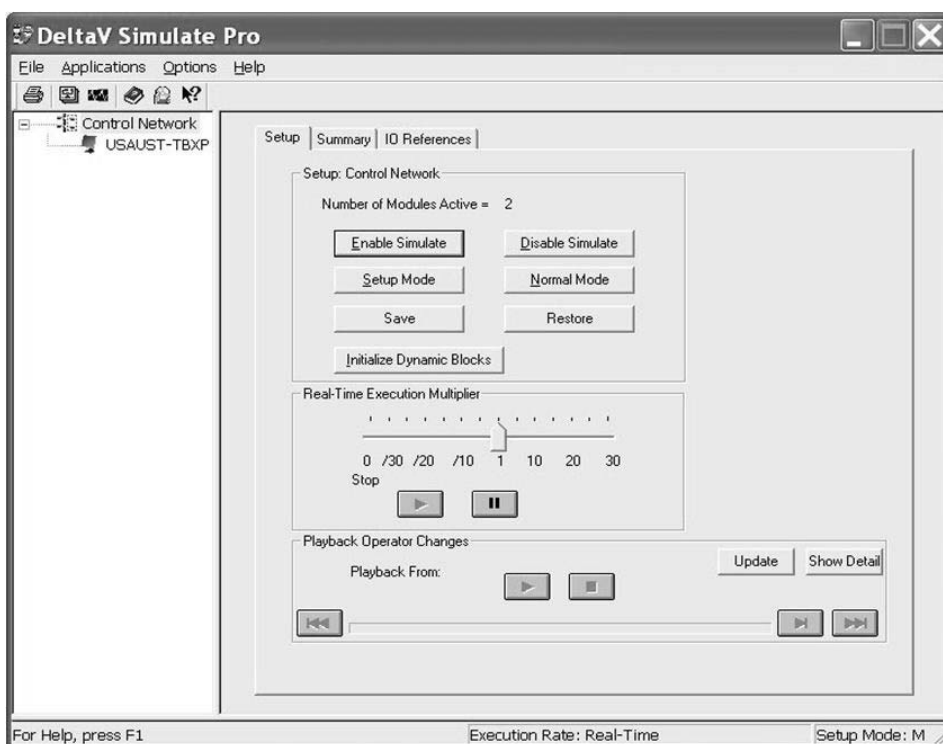 DeltaV Simulate Pro
File Applications Options Help
Control Network
USAUST-TBXP
Setup Summary IO References
Setup: Control Network
Number of Modules Active = 2
Enable Simulate Disable Simulate
Setup Mode Normal Mode
Save Restore
Initialize Dynamic Blocks
Real-Time Execution Multiplier
0 /30 /20 /10 1 10 20 30
Stop
Playback Operator Changes
Playback From:
Update Show Detail
For Help, press F1 Execution Rate: Real-Time Setup Mode: M